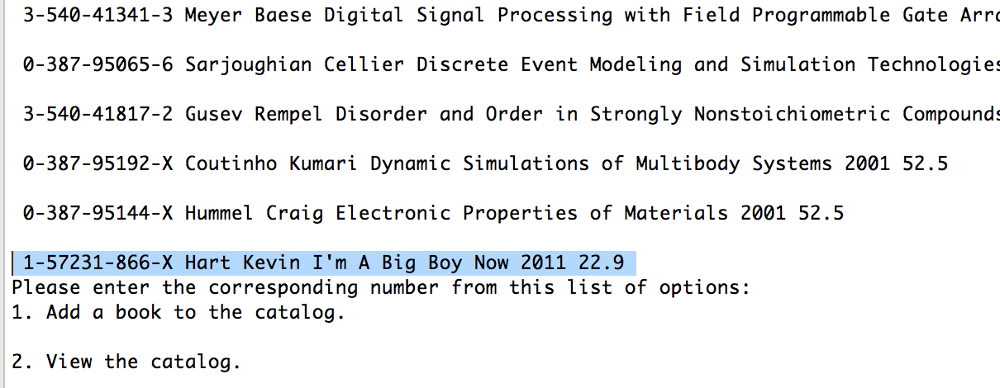 3-540-41341-3 Meyer Baese Digital Signal Processing with Field Programmable Gate
0-387-95065-6 Sarjoughian Cellier Discrete Event Modeling and Simulation Technologies
3-540-41817-2 Gusev Rempel Disorder and Order in Strongly Nonstoichiometric Compounds
0-387-95192-X Coutinho Kumari Dynamic Simulations of Multibody Systems 2001 52.5
0-387-95144-X Hummel Craig Electronic Properties of Materials 2001 52.5
1-57231-866-X Hart Kevin I'm A Big Boy Now 2011 22.9
Please enter the corresponding number from this list of options:
1. Add a book to the catalog.
2. View the catalog.